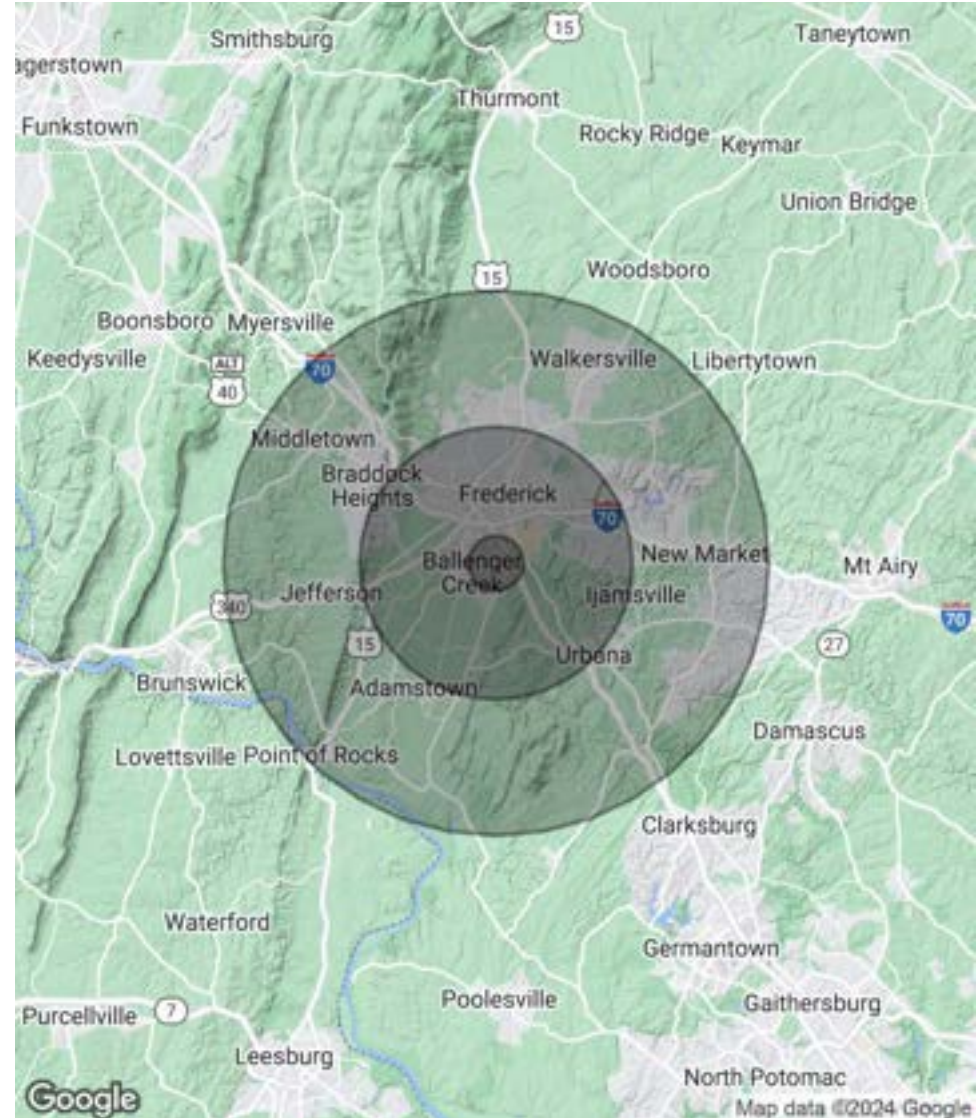 15
Smithsburg
Taneytown
agerstown
Thurmont
Funkstown
Rocky Ridge
Keymar
Union Bridge
15
Woodsboro
Boonsboro
Myersville
Keedysville
ALT
40
70
Walkersville
Libertytown
Middletown
Braddock
Heights
Frederick
70
Ballenger
Creek
New Market
Mt Airy
Jefferson
Ijamsville
340
70
15
27
Urbana
Brunswick
Adamstown
Damascus
Lovettsville
Point of Rocks
Clarksburg
Waterford
Germantown
Poolesville
Gaithersburg
Purcellville
7
Leesburg
North Potomac
Google
Map data ©2024 Google